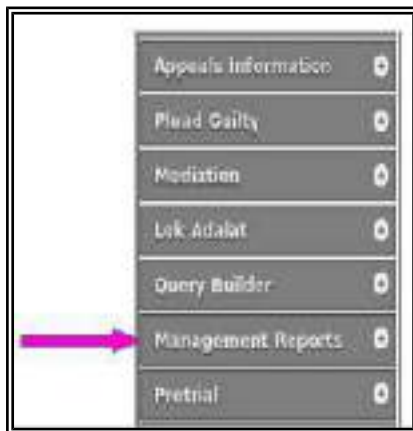 Appeals Information
Plead Guilty
Mediation
Lok Adalat
Query Builder
Management Reports
Pretrial